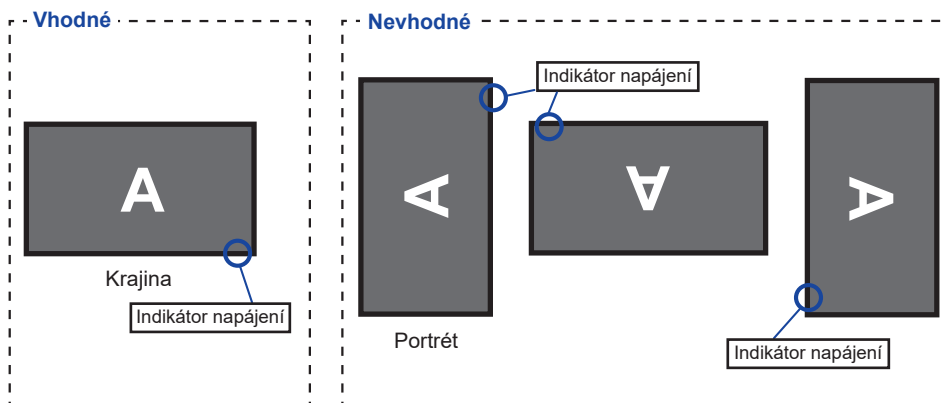 Vhodné
Nevhodné
A
Krajina
Indikátor napájení
A
Portrét
Indikátor napájení
A
A
Indikátor napájení